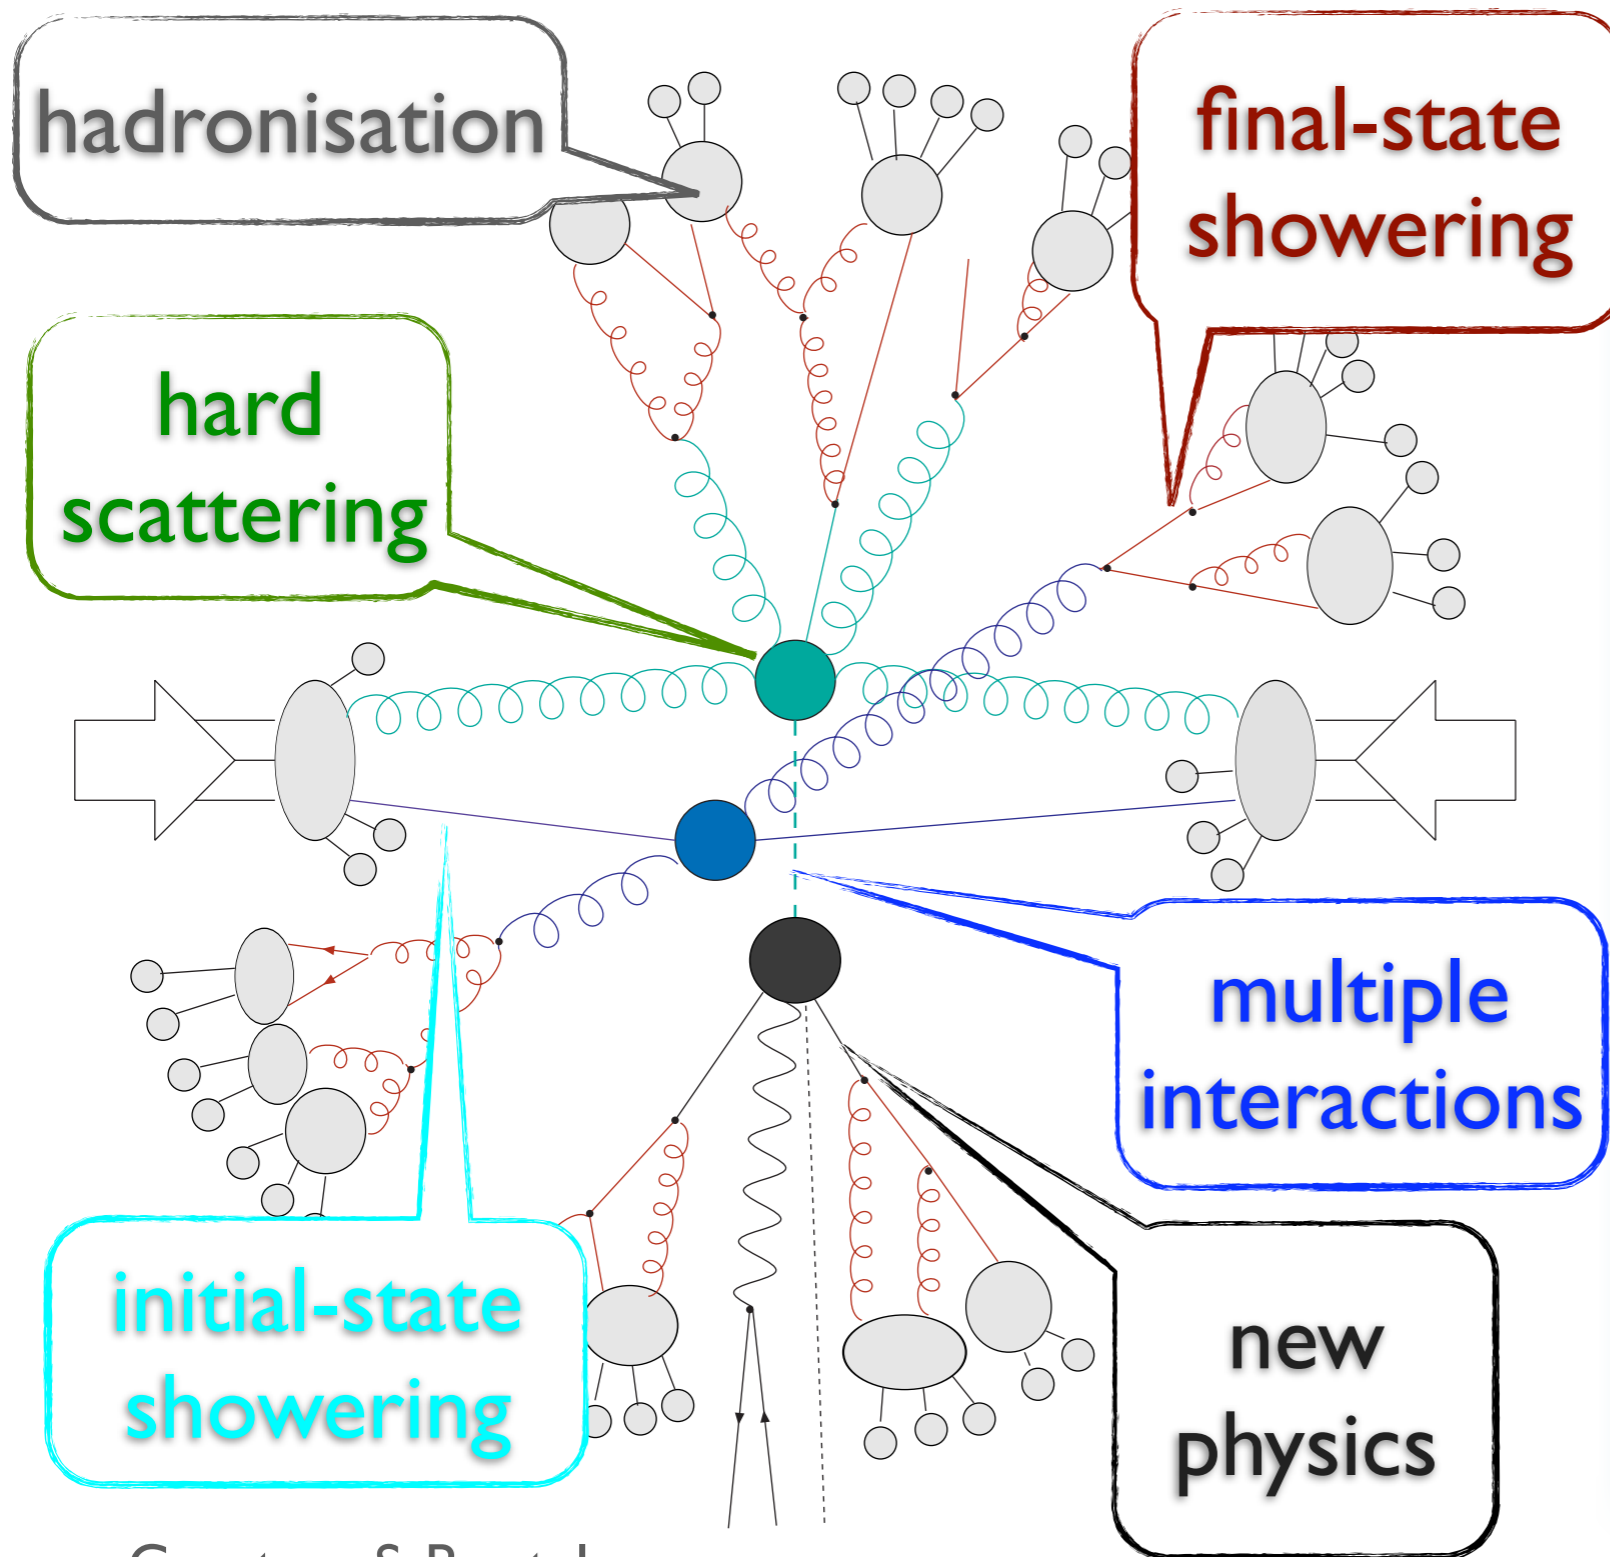 hadronisation
final-state
showering
hard
scattering
multiple
interactions
initial-state
showering
new
physics